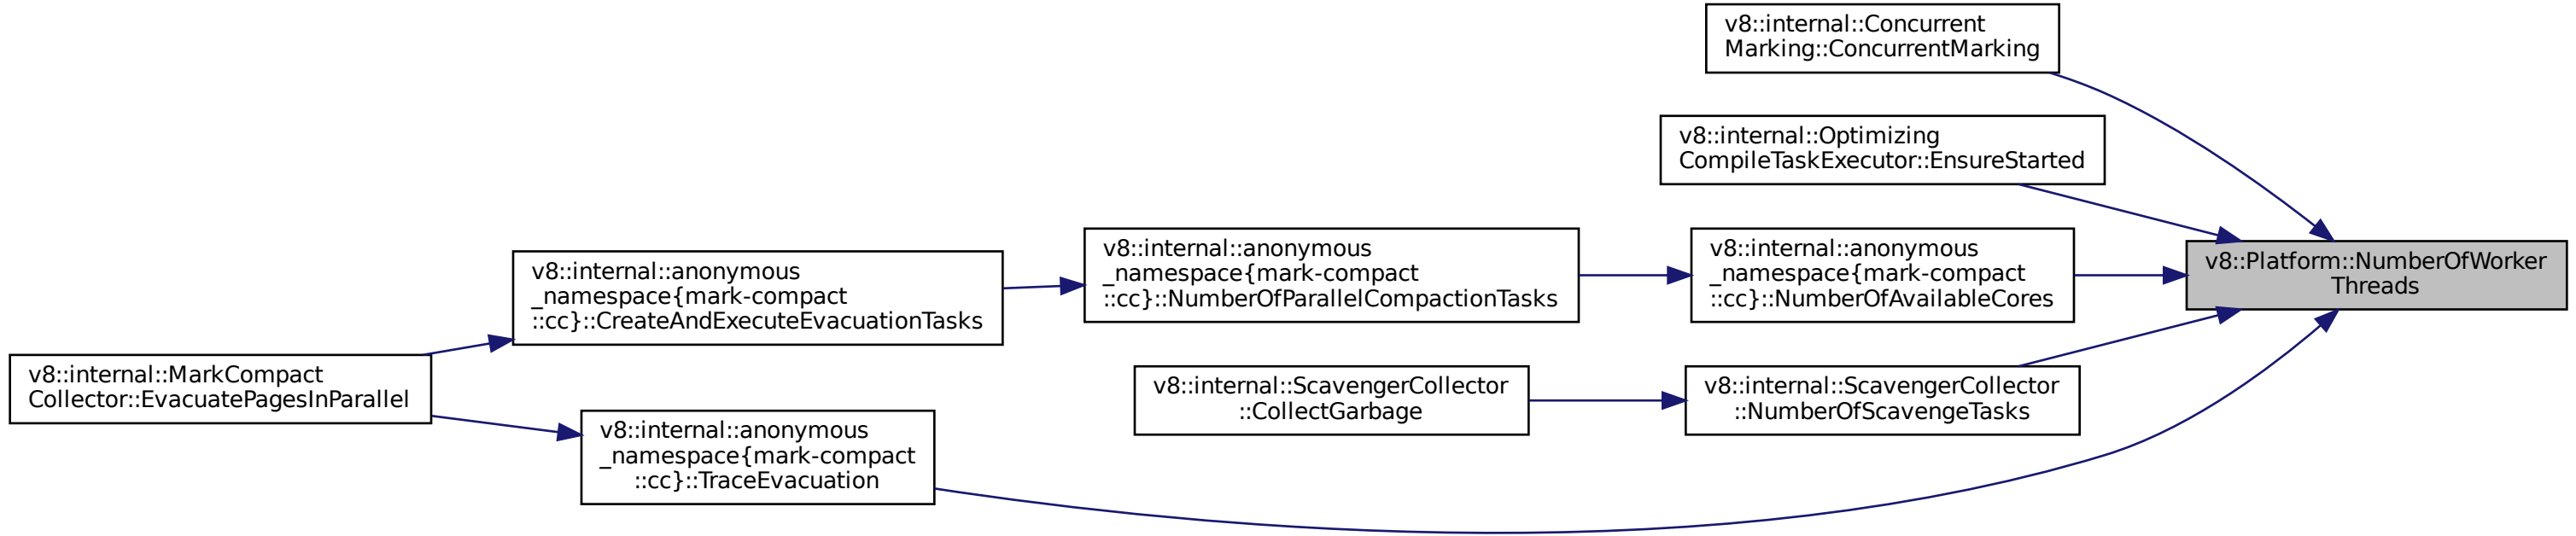 v8::internal::Concurrent
Marking::ConcurrentMarking
v8::internal::Optimizing
CompileTaskExecutor::EnsureStarted
v8::internal::anonymous
_namespace{mark-compact
::cc}::CreateAndExecuteEvacuationTasks
v8::internal::anonymous
_namespace{mark-compact
::cc}::NumberOfParallelCompactionTasks
v8::internal::anonymous
_namespace{mark-compact
::cc}::NumberOfAvailableCores
v8::Platform::NumberOfWorker
Threads
v8::internal::MarkCompact
Collector::EvacuatePagesInParallel
v8::internal::ScavengerCollector
::CollectGarbage
v8::internal::ScavengerCollector
::NumberOfScavengeTasks
v8::internal::anonymous
_namespace{mark-compact
::cc}::TraceEvacuation